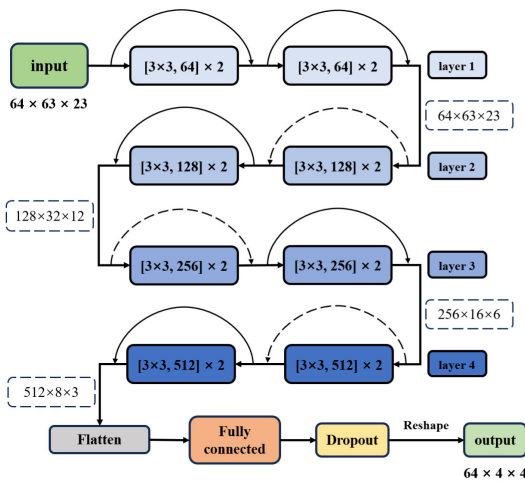 input
[3×3, 64] × 2
[3×3, 64] × 2
layer 1
64 × 63 × 23
64×63×23
[3×3, 128] × 2
[3×3, 128] × 2
layer 2
128×32×12
[3×3, 256] × 2
[3×3, 256] × 2
layer 3
256×16×6
[3×3, 512] × 2
[3×3, 512] × 2
layer 4
512×8×3
Flatten
Fully
connected
Dropout
Reshape
output
64 × 4 × 4